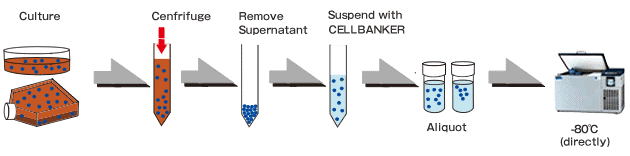 Culture
Cenfrifuge
Remove
Supernatant
Suspend with
CELLBANKER
Aliquot
-80℃
(directly)